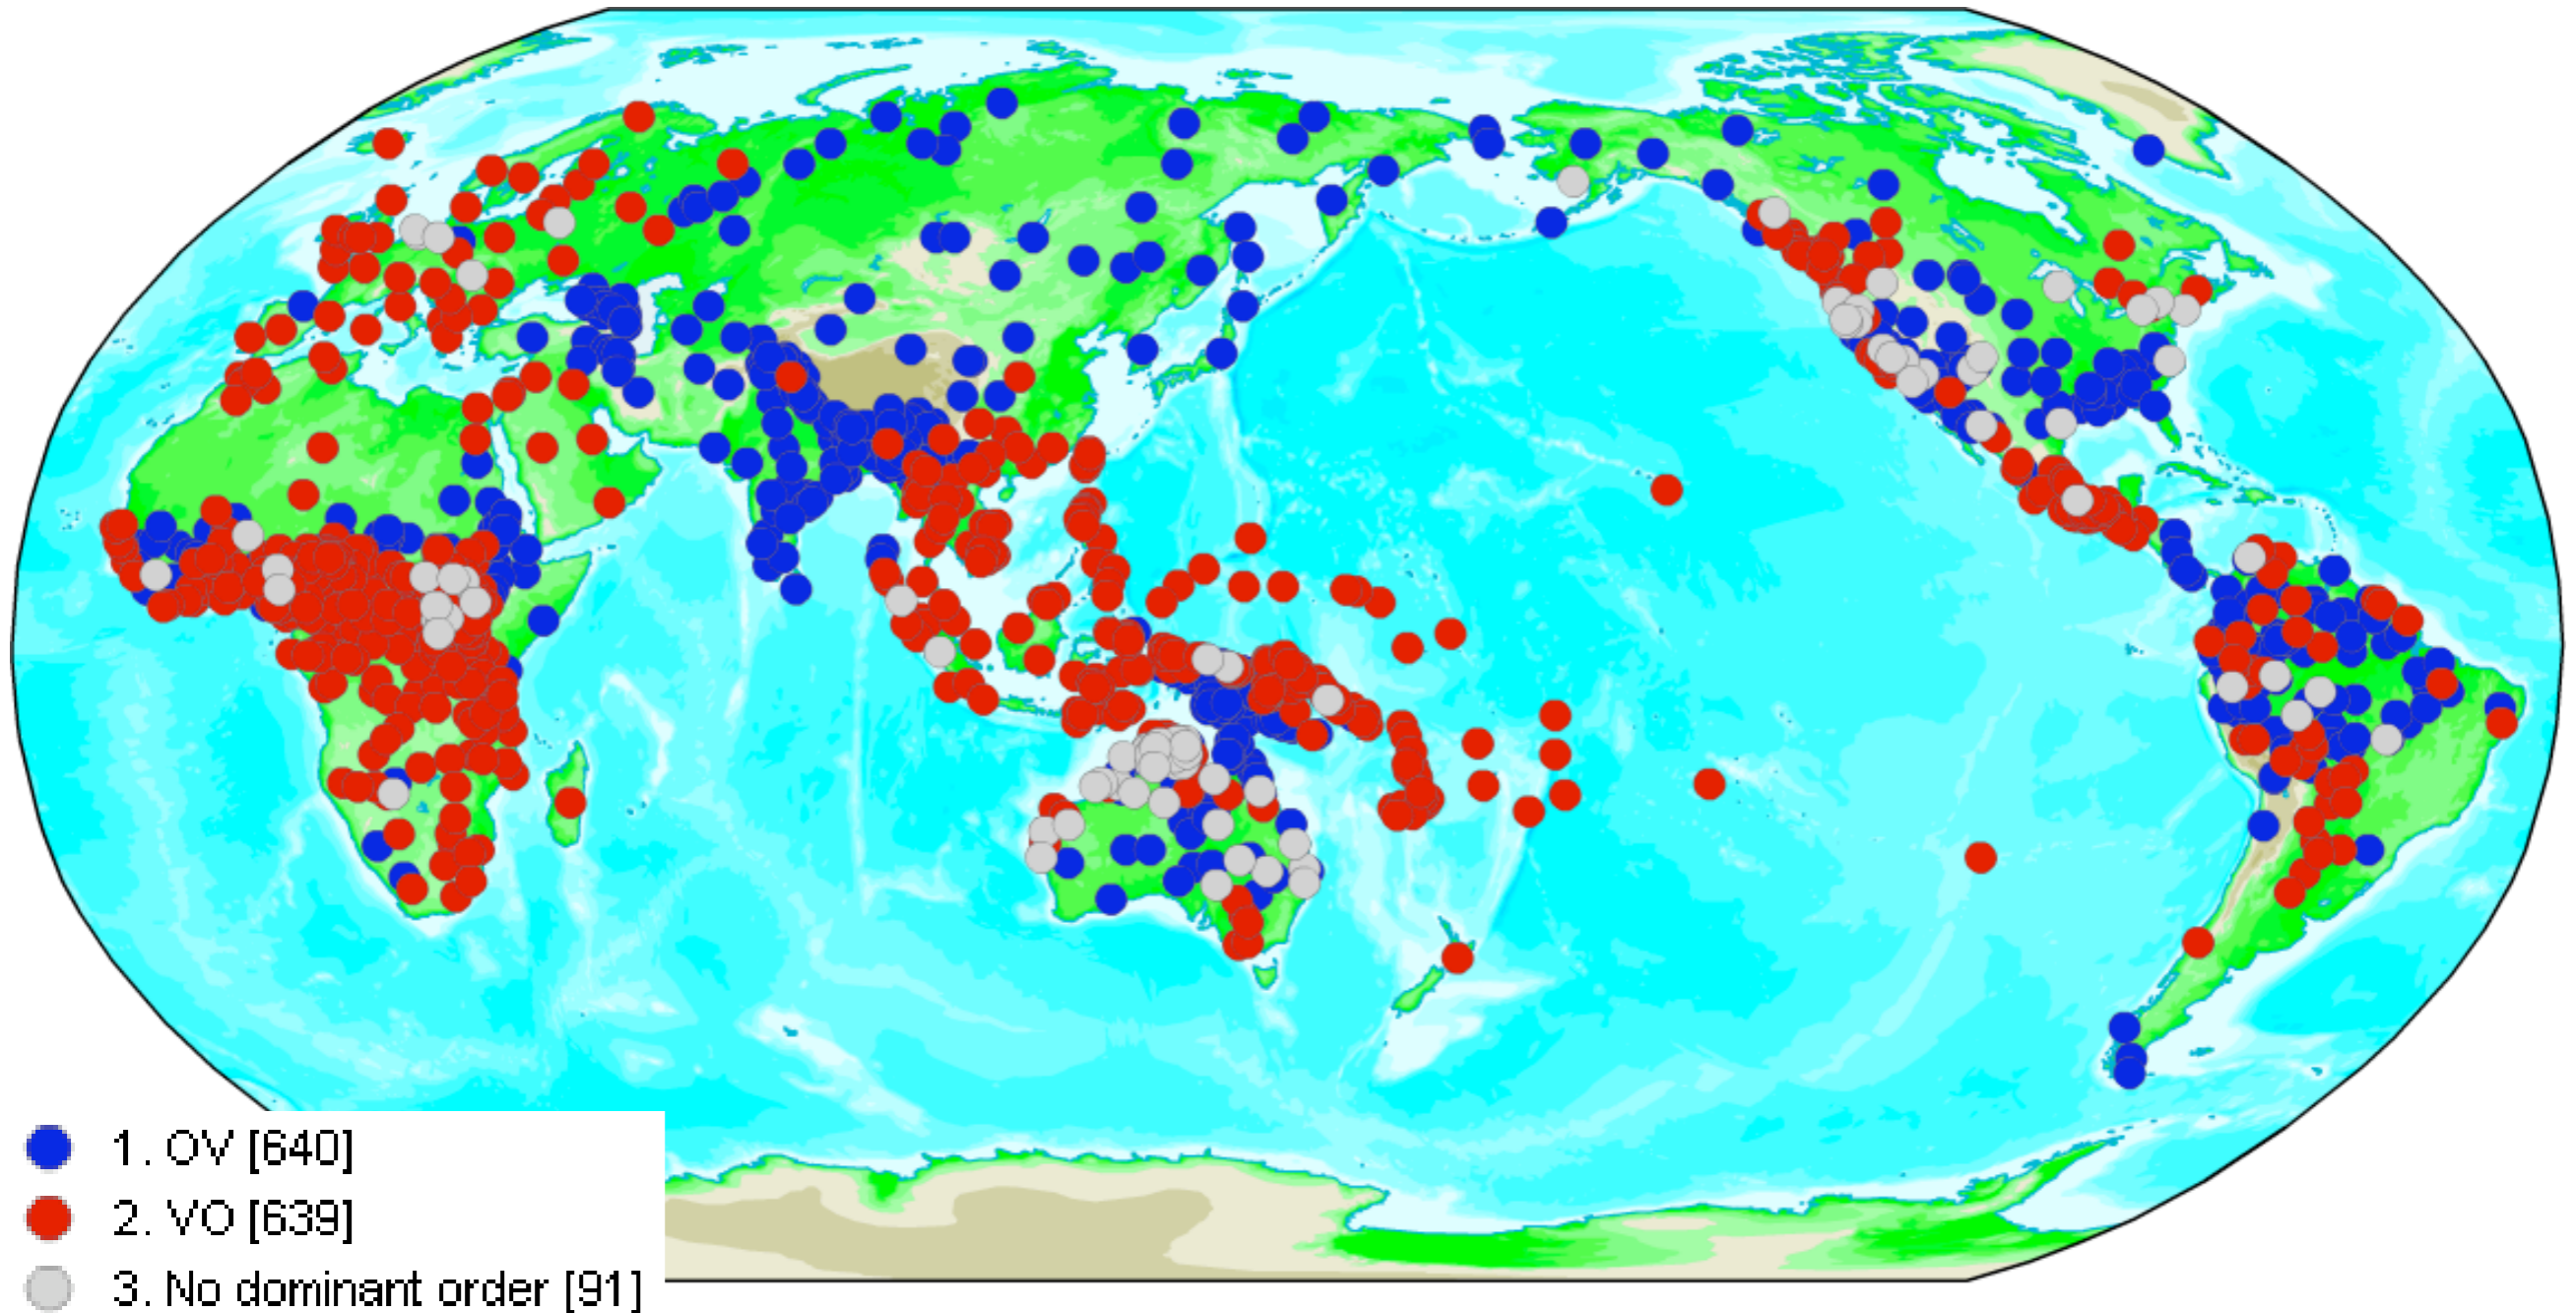 1. OV [640]
2. VO [639]
3. No dominant order [91]